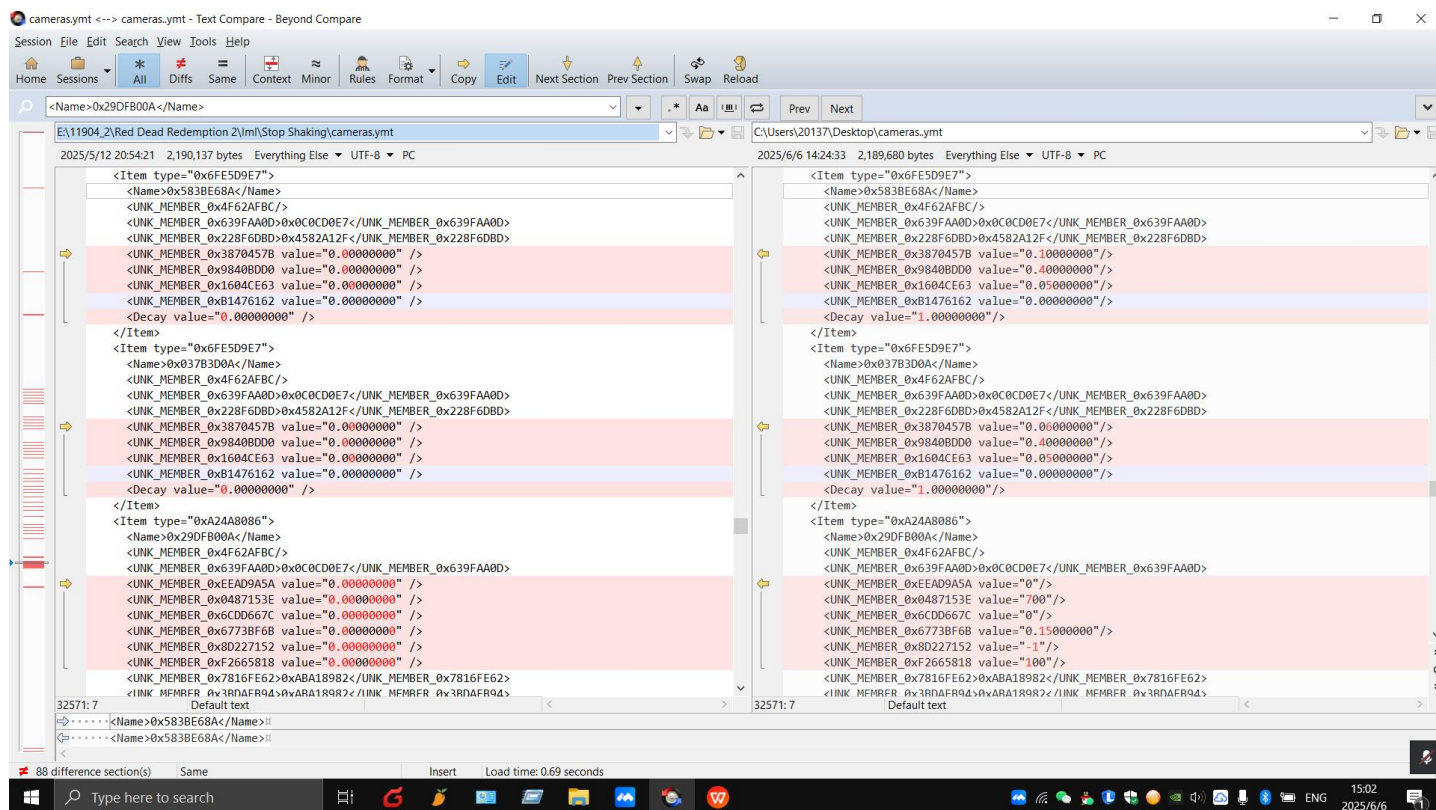 cameras.ymt <--> cameras..ymt - Text Compare - Beyond Compare
Session File Edit Search View Tools Help
Home Sessions All Diffs Same Context Minor Rules Format Copy Edit Next Section Prev Section Swap Reload
<Name>0x29DFB00A</Name> .* Aa Prev Next
E:\11904_2\Red Dead Redemption 2\lml\Stop Shaking\cameras.ymt
2025/5/12 20:54:21 2,190,137 bytes Everything Else UTF-8 PC
<Item type="0x6FE5D9E7">
<Name>0x583BE68A</Name>
<UNK_MEMBER_0x4F62AFBC/>
<UNK_MEMBER_0x639FAA0D>0x0C0CD0E7</UNK_MEMBER_0x639FAA0D>
<UNK_MEMBER_0x228F6DBD>0x4582A12F</UNK_MEMBER_0x228F6DBD>
<UNK_MEMBER_0x3870457B value="0.00000000" />
<UNK_MEMBER_0x9840BDD0 value="0.00000000" />
<UNK_MEMBER_0x1604CE63 value="0.00000000" />
<UNK_MEMBER_0xB1476162 value="0.00000000" />
<Decay value="0.00000000" />
</Item>
<Item type="0x6FE5D9E7">
<Name>0x037B3D0A</Name>
<UNK_MEMBER_0x4F62AFBC/>
<UNK_MEMBER_0x639FAA0D>0x0C0CD0E7</UNK_MEMBER_0x639FAA0D>
<UNK_MEMBER_0x228F6DBD>0x4582A12F</UNK_MEMBER_0x228F6DBD>
<UNK_MEMBER_0x3870457B value="0.00000000" />
<UNK_MEMBER_0x9840BDD0 value="0.00000000" />
<UNK_MEMBER_0x1604CE63 value="0.00000000" />
<UNK_MEMBER_0xB1476162 value="0.00000000" />
<Decay value="0.00000000" />
</Item>
<Item type="0xA24A8086">
<Name>0x29DFB00A</Name>
<UNK_MEMBER_0x4F62AFBC/>
<UNK_MEMBER_0x639FAA0D>0x0C0CD0E7</UNK_MEMBER_0x639FAA0D>
<UNK_MEMBER_0xEEAD9A5A value="0.00000000" />
<UNK_MEMBER_0x0487153E value="0.00000000" />
<UNK_MEMBER_0x6CDD667C value="0.00000000" />
<UNK_MEMBER_0x6773BF6B value="0.00000000" />
<UNK_MEMBER_0x8D227152 value="0.00000000" />
<UNK_MEMBER_0xF2665818 value="0.00000000" />
<UNK_MEMBER_0x7816FE62>0xABA18982</UNK_MEMBER_0x7816FE62>
<UNK_MEMBER_0x3BDAEB94>0xABA18982</UNK_MEMBER_0x3BDAEB94>
32571: 7 Default text
C:\Users\20137\Desktop\cameras..ymt
2025/6/6 14:24:33 2,189,680 bytes Everything Else UTF-8 PC
<Item type="0x6FE5D9E7">
<Name>0x583BE68A</Name>
<UNK_MEMBER_0x4F62AFBC/>
<UNK_MEMBER_0x639FAA0D>0x0C0CD0E7</UNK_MEMBER_0x639FAA0D>
<UNK_MEMBER_0x228F6DBD>0x4582A12F</UNK_MEMBER_0x228F6DBD>
<UNK_MEMBER_0x3870457B value="0.10000000"/>
<UNK_MEMBER_0x9840BDD0 value="0.40000000"/>
<UNK_MEMBER_0x1604CE63 value="0.05000000"/>
<UNK_MEMBER_0xB1476162 value="0.00000000"/>
<Decay value="1.00000000"/>
</Item>
<Item type="0x6FE5D9E7">
<Name>0x037B3D0A</Name>
<UNK_MEMBER_0x4F62AFBC/>
<UNK_MEMBER_0x639FAA0D>0x0C0CD0E7</UNK_MEMBER_0x639FAA0D>
<UNK_MEMBER_0x228F6DBD>0x4582A12F</UNK_MEMBER_0x228F6DBD>
<UNK_MEMBER_0x3870457B value="0.06000000"/>
<UNK_MEMBER_0x9840BDD0 value="0.40000000"/>
<UNK_MEMBER_0x1604CE63 value="0.05000000"/>
<UNK_MEMBER_0xB1476162 value="0.00000000"/>
<Decay value="1.00000000"/>
</Item>
<Item type="0xA24A8086">
<Name>0x29DFB00A</Name>
<UNK_MEMBER_0x4F62AFBC/>
<UNK_MEMBER_0x639FAA0D>0x0C0CD0E7</UNK_MEMBER_0x639FAA0D>
<UNK_MEMBER_0xEEAD9A5A value="0"/>
<UNK_MEMBER_0x0487153E value="700"/>
<UNK_MEMBER_0x6CDD667C value="0"/>
<UNK_MEMBER_0x6773BF6B value="0.15000000"/>
<UNK_MEMBER_0x8D227152 value="-1"/>
<UNK_MEMBER_0xF2665818 value="100"/>
<UNK_MEMBER_0x7816FE62>0xABA18982</UNK_MEMBER_0x7816FE62>
<UNK_MEMBER_0x3BDAEB94>0xABA18982</UNK_MEMBER_0x3BDAEB94>
32571: 7 Default text
<Name>0x583BE68A</Name>
<Name>0x583BE68A</Name>
88 difference section(s) Same Insert Load time: 0.69 seconds
Type here to search ENG 15:02
2025/6/6